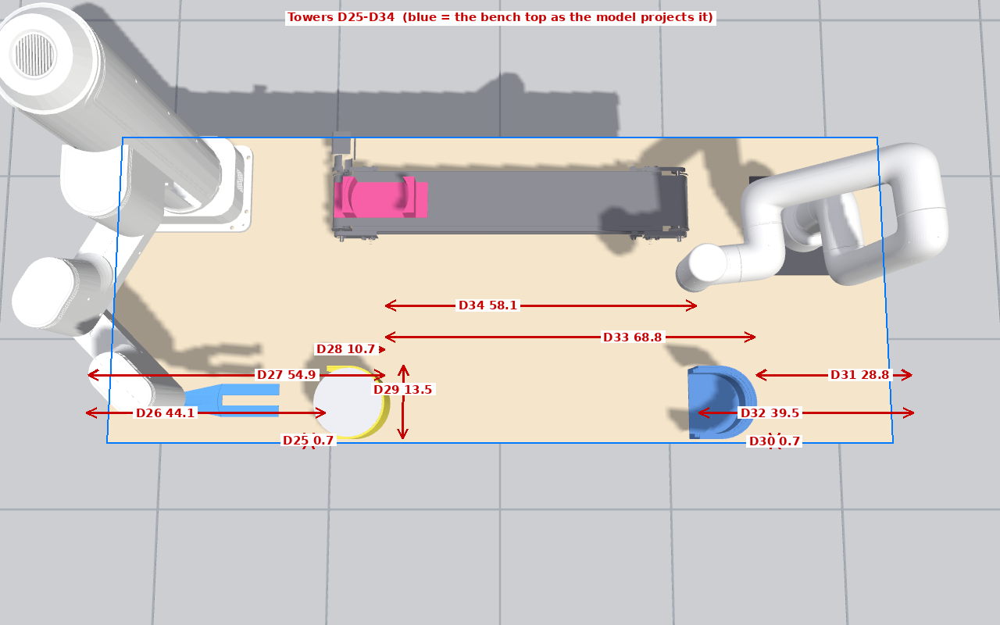 Towers D25-D34 (blue = the bench top as the model projects it)
D34 58.1
D33 68.8
D28 10.7
D27 54.9
D31 28.8
D29 13.5
D26 44.1
D32 39.5
D25 0.7
D30 0.7